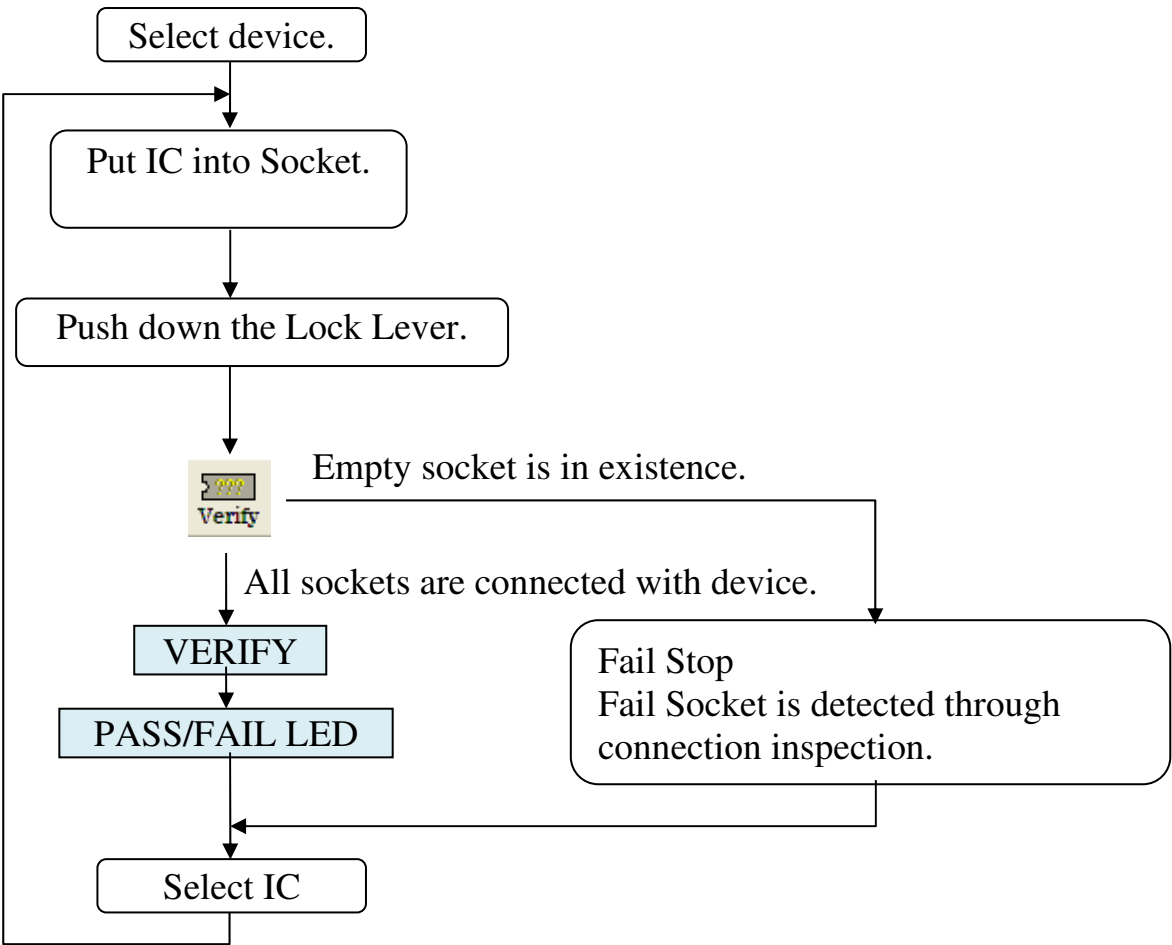 Select device.
Put IC into Socket.
Push down the Lock Lever.
Empty socket is in existence.
???
Verify
All sockets are connected with device.
VERIFY
Fail Stop
Fail Socket is detected through
connection inspection.
PASS/FAIL LED
Select IC